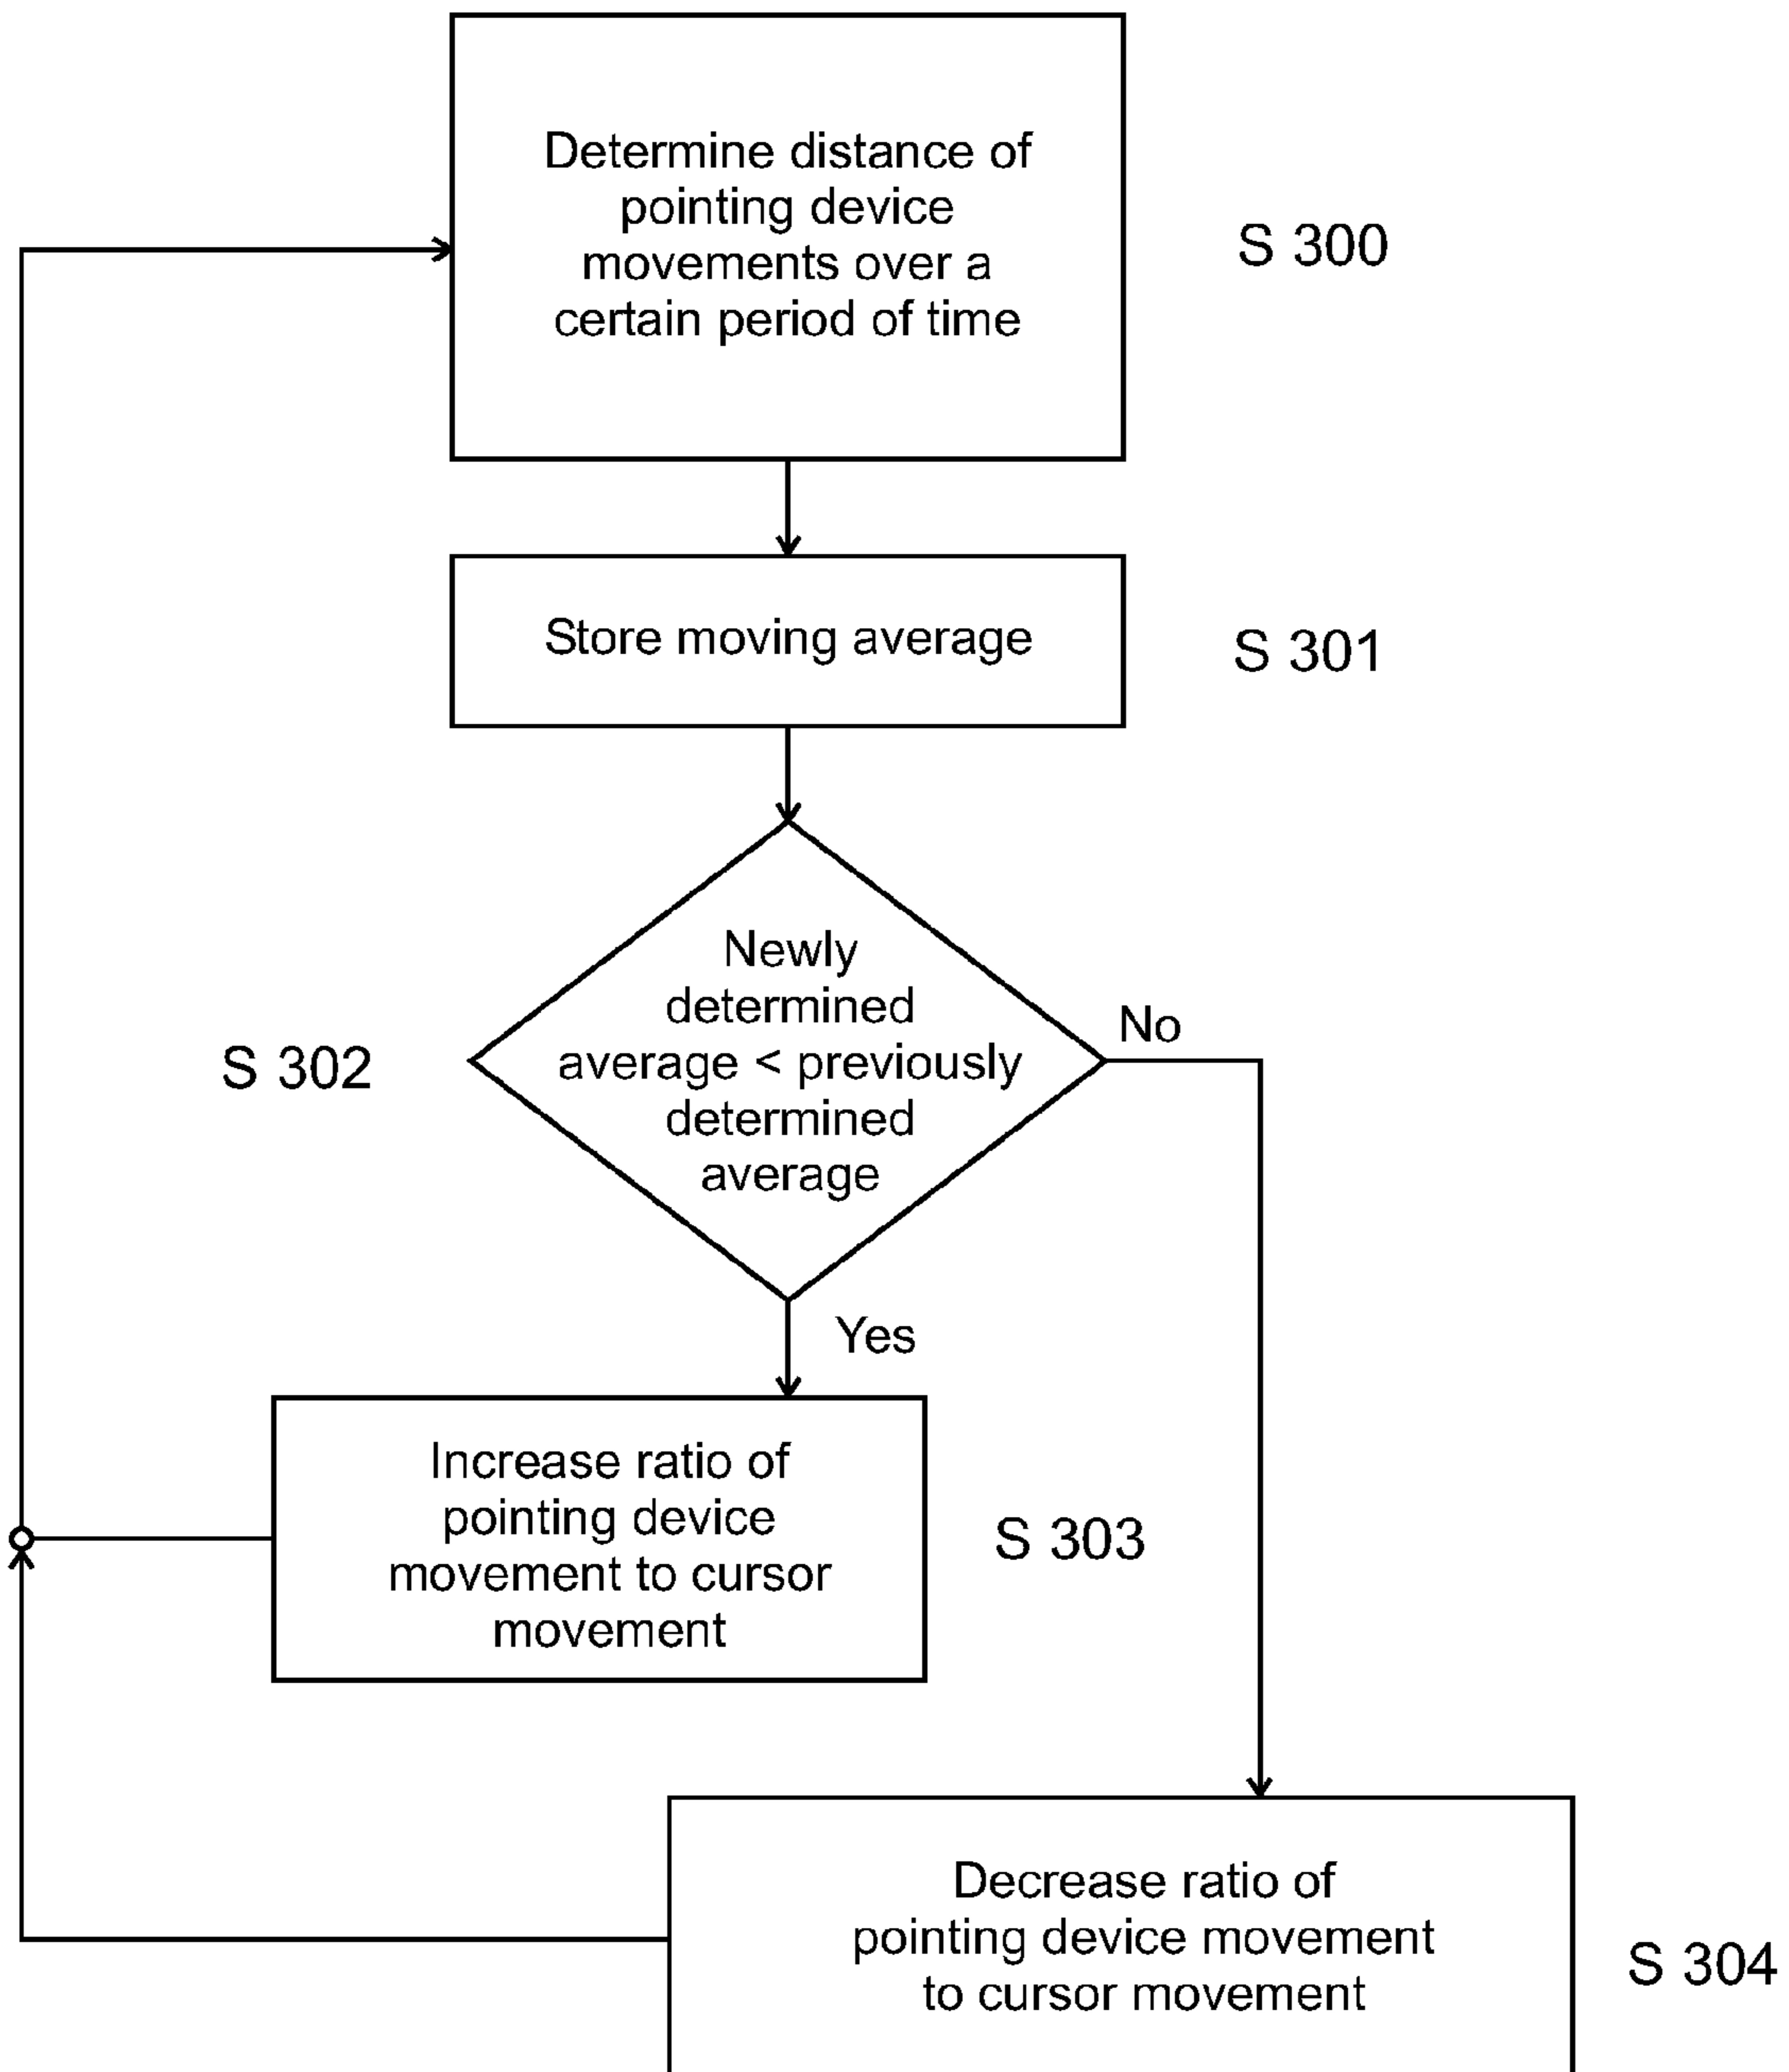 Determine distance of
pointing device
movements over a
certain period of time
S 300
Store moving average
S 301
Newly
determined
average < previously
determined
average
No
S 302
Yes
Increase ratio of
pointing device
movement to cursor
movement
S 303
Decrease ratio of
pointing device movement
to cursor movement
S 304